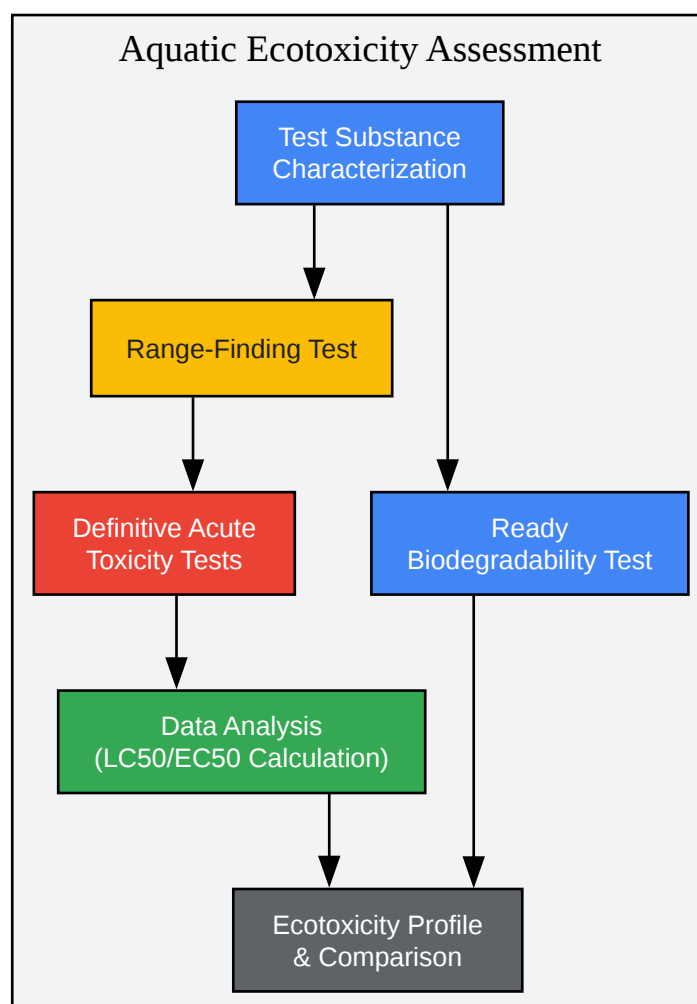 Aquatic Ecotoxicity Assessment
Test Substance
Characterization
Range-Finding Test
Definitive Acute
Toxicity Tests
Ready
Biodegradability Test
Data Analysis
(LC50/EC50 Calculation)
Ecotoxicity Profile
& Comparison